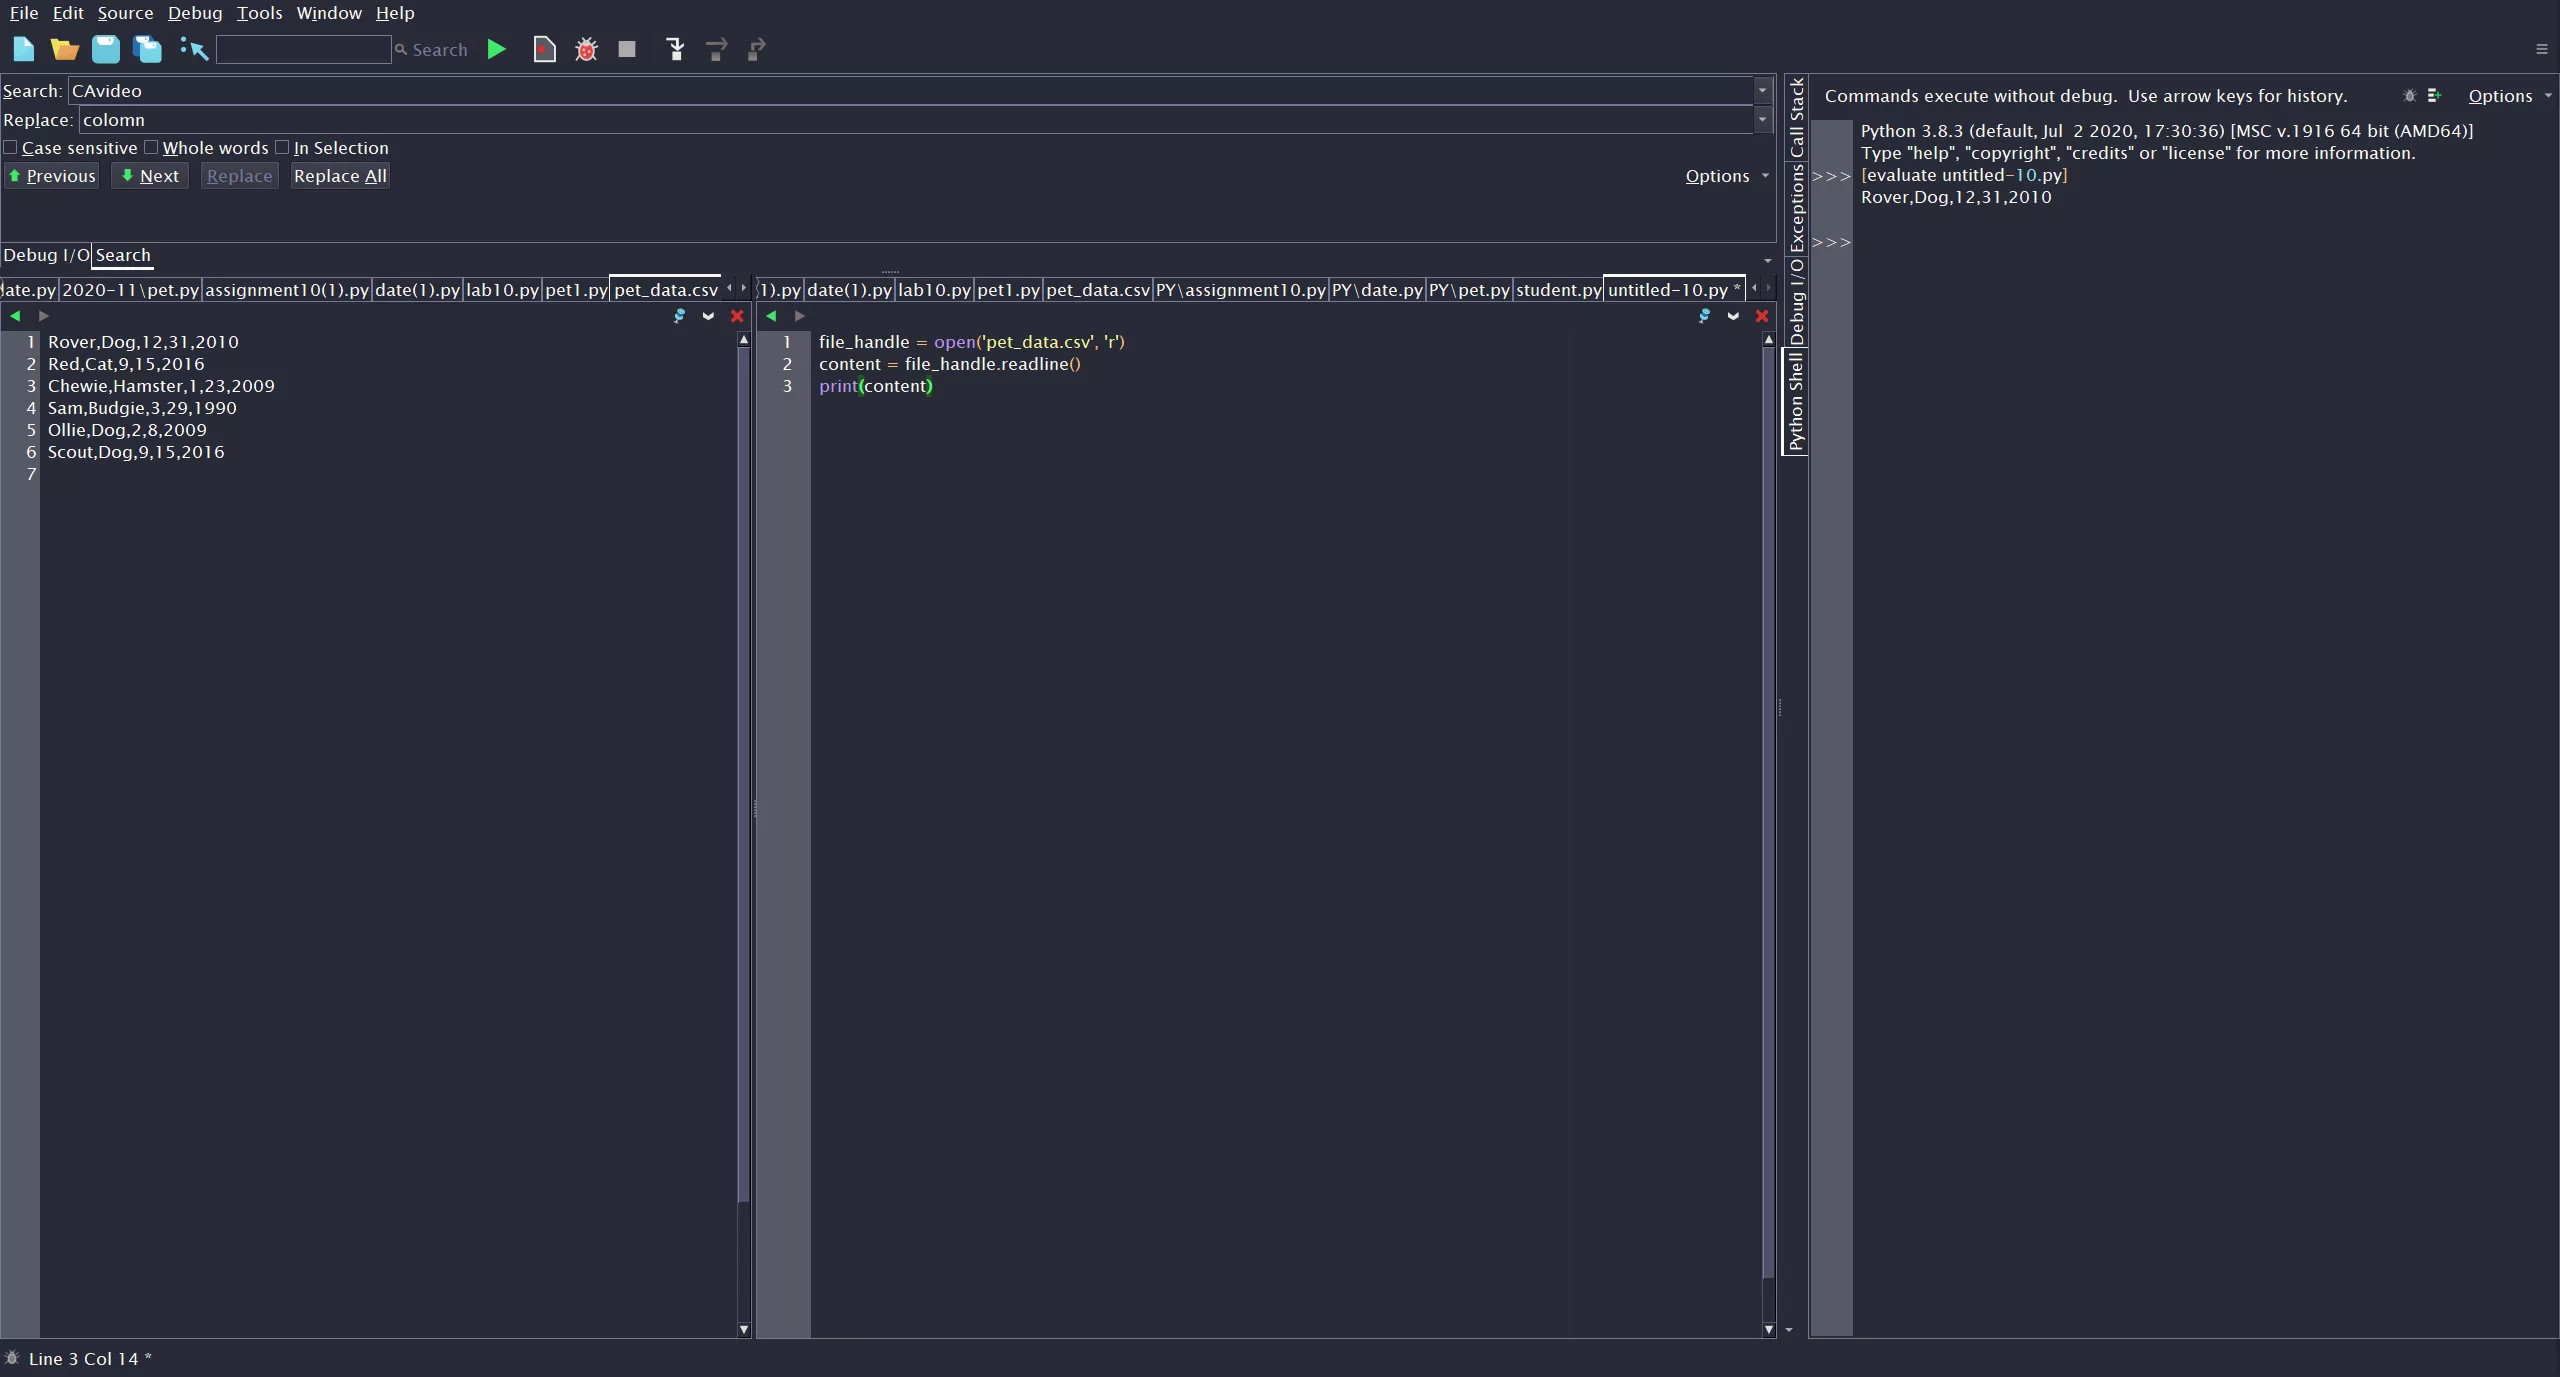 File Edit Source Debug Tools Window Help
Search
Search: CAvideo
Replace: colomn
Case sensitive Whole words In Selection
Previous Next Replace Replace All Options
Debug I/O Search
ate.py 2020-11\pet.py assignment10(1).py date(1).py lab10.py pet1.py pet_data.csv
1 Rover,Dog,12,31,2010
2 Red,Cat,9,15,2016
3 Chewie,Hamster,1,23,2009
4 Sam,Budgie,3,29,1990
5 Ollie,Dog,2,8,2009
6 Scout,Dog,9,15,2016
7
1).py date(1).py lab10.py pet1.py pet_data.csv PY\assignment10.py PY\date.py PY\pet.py student.py untitled-10.py *
1 file_handle = open('pet_data.csv', 'r')
2 content = file_handle.readline()
3 print(content)
Call Stack
Exceptions
Debug I/O
Python Shell
Commands execute without debug.  Use arrow keys for history. Options
Python 3.8.3 (default, Jul  2 2020, 17:30:36) [MSC v.1916 64 bit (AMD64)]
Type "help", "copyright", "credits" or "license" for more information.
>>> [evaluate untitled-10.py]
Rover,Dog,12,31,2010
>>>
Line 3 Col 14 *